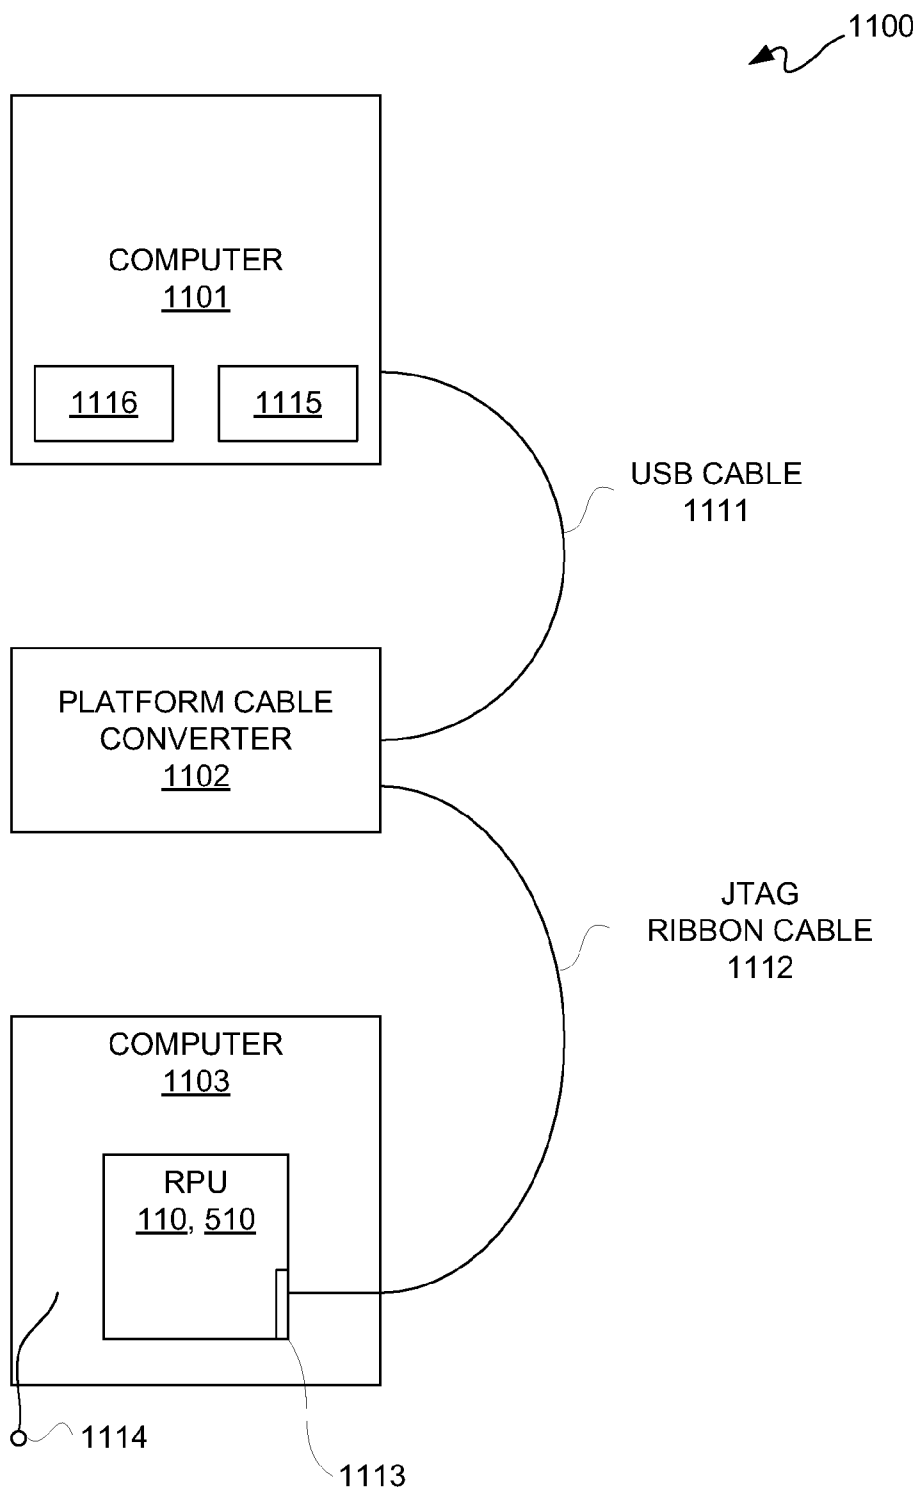 1100
COMPUTER
1101
1116
1115
USB CABLE
1111
PLATFORM CABLE
CONVERTER
1102
JTAG
RIBBON CABLE
1112
COMPUTER
1103
RPU
110, 510
1114
1113